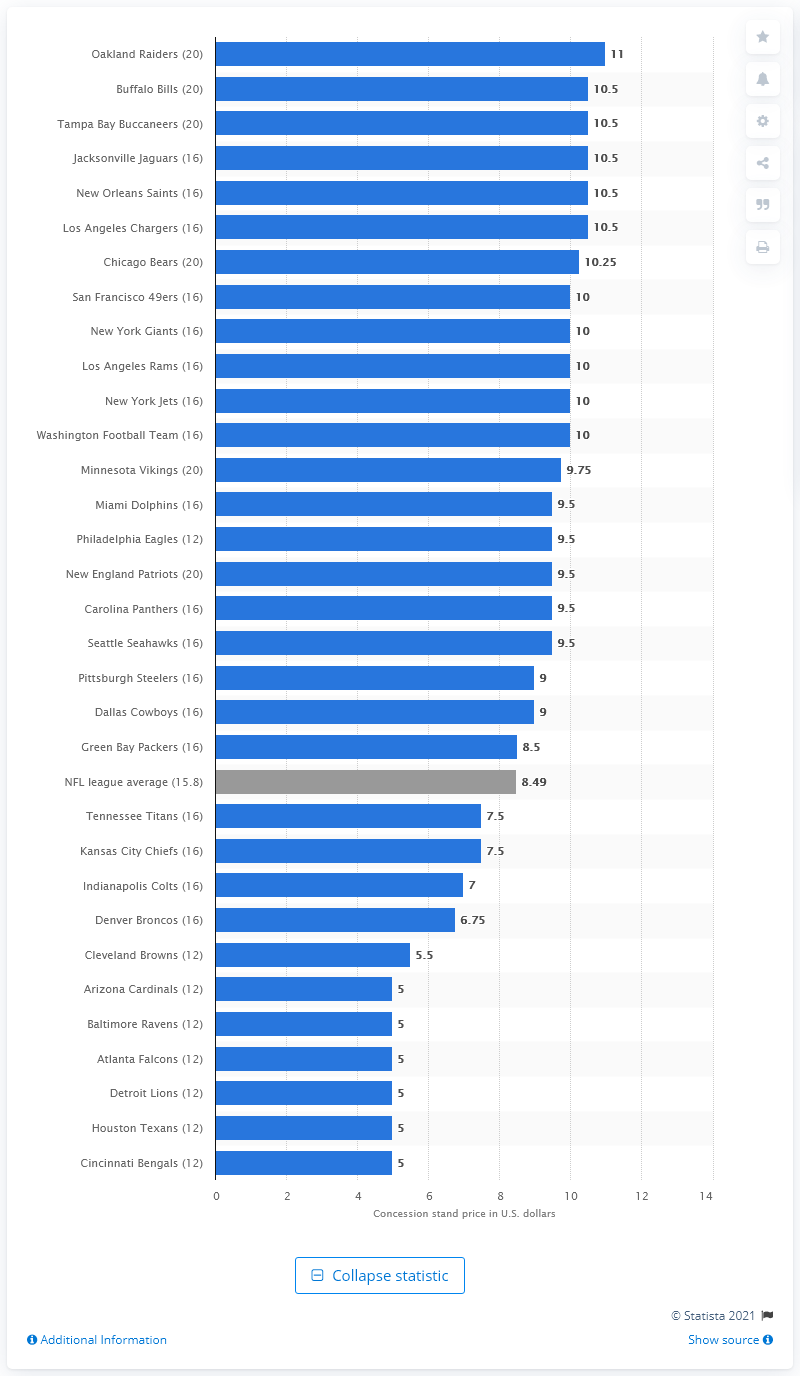 Oakland Raiders (20) 11
Buffalo Bills (20) 10.5
Tampa Bay Buccaneers (20) 10.5
Jacksonville Jaguars (16) 10.5
New Orleans Saints (16) 10.5
Los Angeles Chargers (16) 10.5
Chicago Bears (20) 10.25
San Francisco 49ers (16) 10
New York Giants (16) 10
Los Angeles Rams (16) 10
New York Jets (16) 10
Washington Football Team (16) 10
Minnesota Vikings (20) 9.75
Miami Dolphins (16) 9.5
Philadelphia Eagles (12) 9.5
New England Patriots (20) 9.5
Carolina Panthers (16) 9.5
Seattle Seahawks (16) 9.5
Pittsburgh Steelers (16) 9
Dallas Cowboys (16) 9
Green Bay Packers (16) 8.5
NFL league average (15.8) 8.49
Tennessee Titans (16) 7.5
Kansas City Chiefs (16) 7.5
Indianapolis Colts (16) 7
Denver Broncos (16) 6.75
Cleveland Browns (12) 5.5
Arizona Cardinals (12) 5
Baltimore Ravens (12) 5
Atlanta Falcons (12) 5
Detroit Lions (12) 5
Houston Texans (12) 5
Cincinnati Bengals (12) 5
0 2 4 6 8 10 12 14
Concession stand price in U.S. dollars
Collapse statistic
© Statista 2021
Additional Information Show source